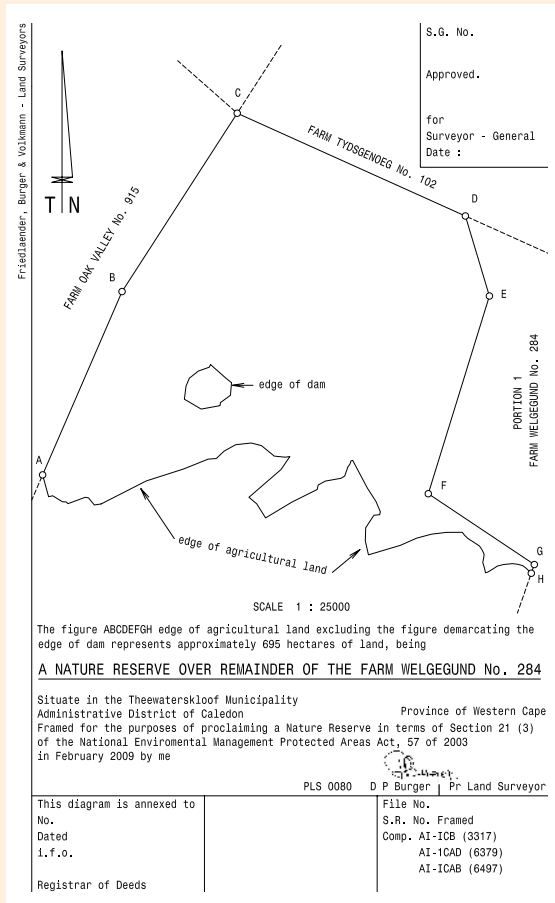 Friedlaender, Burger & Volkmann - Land Surveyors
S.G. No.
Approved.
for
Surveyor - General
Date :
T N
C
FARM TYDSGENOEG No. 102
D
FARM OAK VALLEY No. 915
B
E
edge of dam
PORTION 1
FARM WELGEGUND No. 284
A
F
edge of agricultural land
G
H
SCALE 1 : 25000
The figure ABCDEFGH edge of agricultural land excluding the figure demarcating the
edge of dam represents approximately 695 hectares of land, being
A NATURE RESERVE OVER REMAINDER OF THE FARM WELGEGUND No. 284
Situate in the Theewaterskloof Municipality
Administrative District of Caledon
Province of Western Cape
Framed for the purposes of proclaiming a Nature Reserve in terms of Section 21 (3)
of the National Enviromental Management Protected Areas Act, 57 of 2003
in February 2009 by me
PLS 0080 D P Burger Pr Land Surveyor
This diagram is annexed to
No.
Dated
i.f.o.
Registrar of Deeds
File No.
S.R. No. Framed
Comp. AI-ICB (3317)
AI-1CAD (6379)
AI-ICAB (6497)